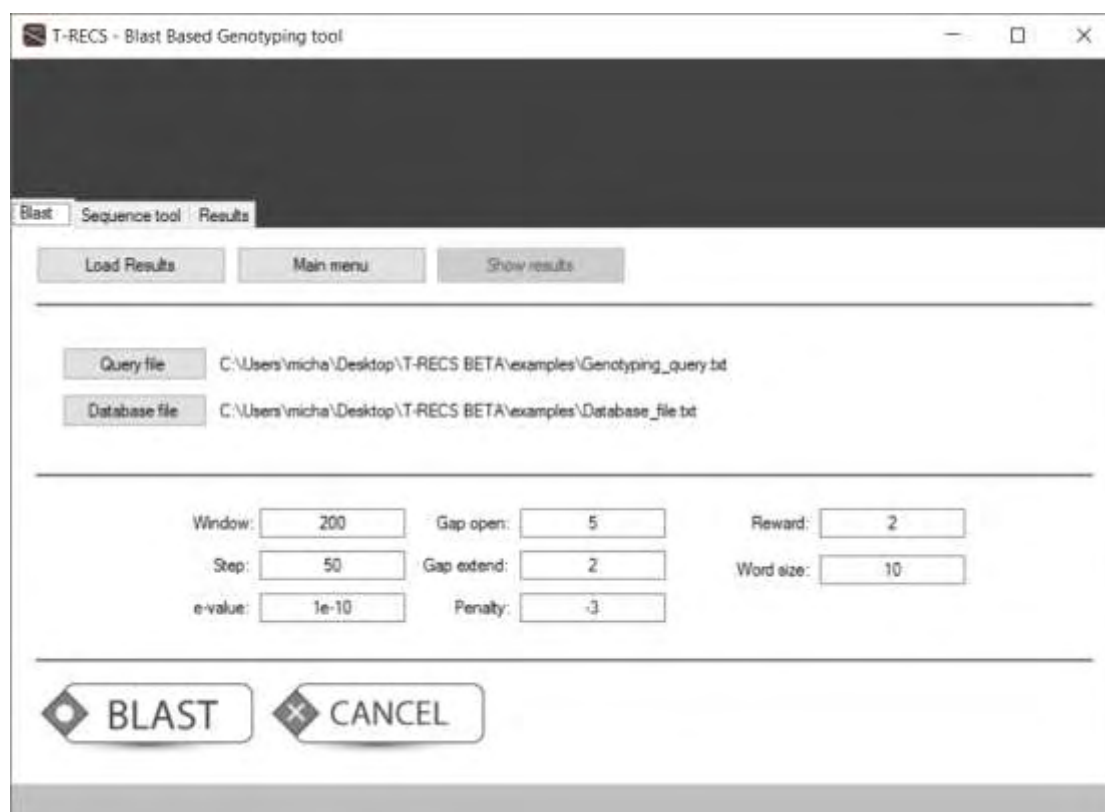 T-RECS - Blast Based Genotyping tool
Blast Sequence tool Results
Load Results Main menu Show results
Query file C:\Users\micha\Desktop\T-RECS BETA\examples\Genotyping_query.txt
Database file C:\Users\micha\Desktop\T-RECS BETA\examples\Database_file.txt
Window: 200 Gap open: 5 Reward: 2
Step: 50 Gap extend: 2 Word size: 10
e-value: 1e-10 Penalty: -3
BLAST CANCEL